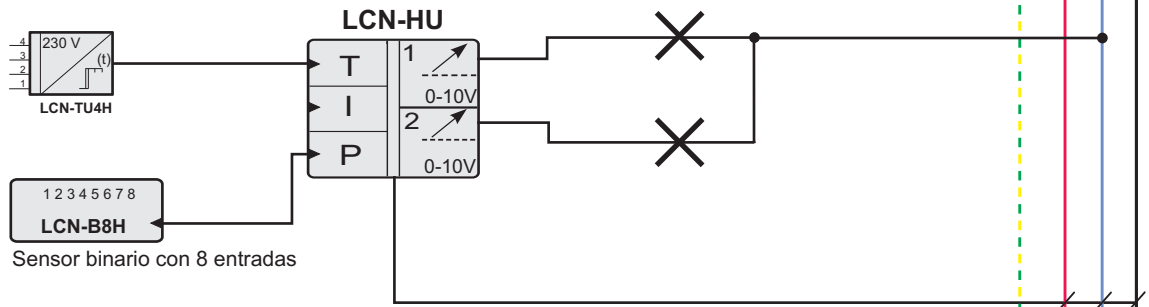 LCN-HU
4
3
2
1
230 V
(t)
LCN-TU4H
T
I
P
1
0-10V
2
0-10V
1 2 3 4 5 6 7 8
LCN-B8H
Sensor binario con 8 entradas